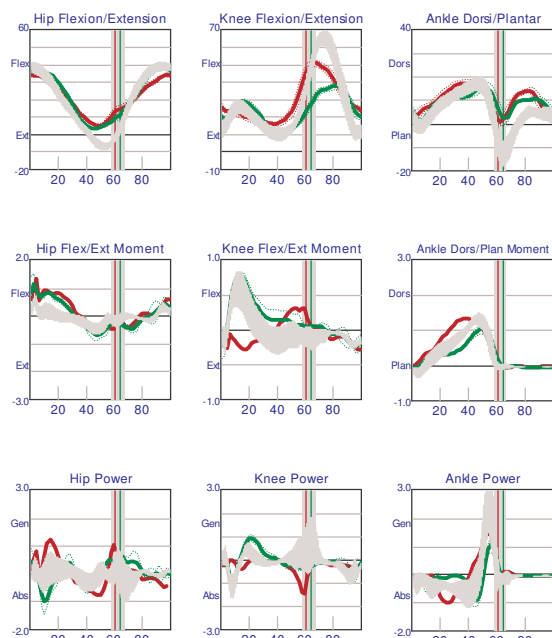 Hip Flexion/Extension
Knee Flexion/Extension
Ankle Dorsi/Plantar
60
Flex
Ext
-20
20 40 60 80
70
Flex
Ext
-10
20 40 60 80
40
Dors
Plan
-20
20 40 60 80
Hip Flex/Ext Moment
Knee Flex/Ext Moment
Ankle Dors/Plan Moment
2.0
Flex
Ext
-3.0
20 40 60 80
1.0
Flex
Ext
-1.0
20 40 60 80
3.0
Dors
Plan
-1.0
20 40 60 80
Hip Power
Knee Power
Ankle Power
3.0
Gen
Abs
-2.0
3.0
Gen
Abs
-3.0
3.0
Gen
Abs
-2.0